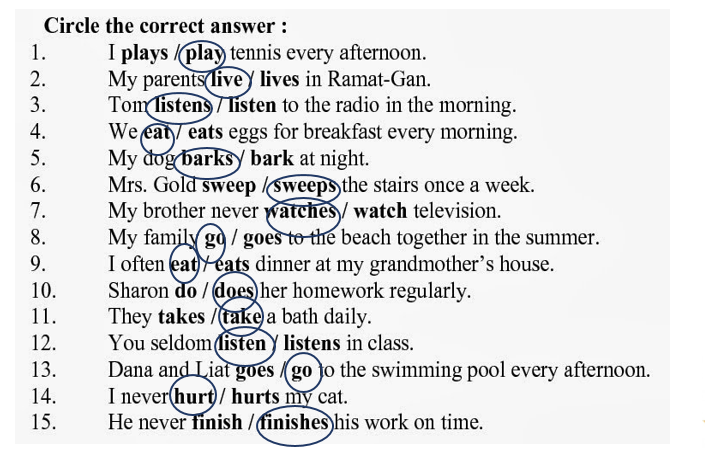 Circle the correct answer :
1. I plays / play tennis every afternoon.
2. My parents live / lives in Ramat-Gan.
3. Tom listens / listen to the radio in the morning.
4. We eat / eats eggs for breakfast every morning.
5. My dog barks / bark at night.
6. Mrs. Gold sweep / sweeps the stairs once a week.
7. My brother never watches / watch television.
8. My family go / goes to the beach together in the summer.
9. I often eat / eats dinner at my grandmother’s house.
10. Sharon do / does her homework regularly.
11. They takes / take a bath daily.
12. You seldom listen / listens in class.
13. Dana and Liat goes / go to the swimming pool every afternoon.
14. I never hurt / hurts my cat.
15. He never finish / finishes his work on time.